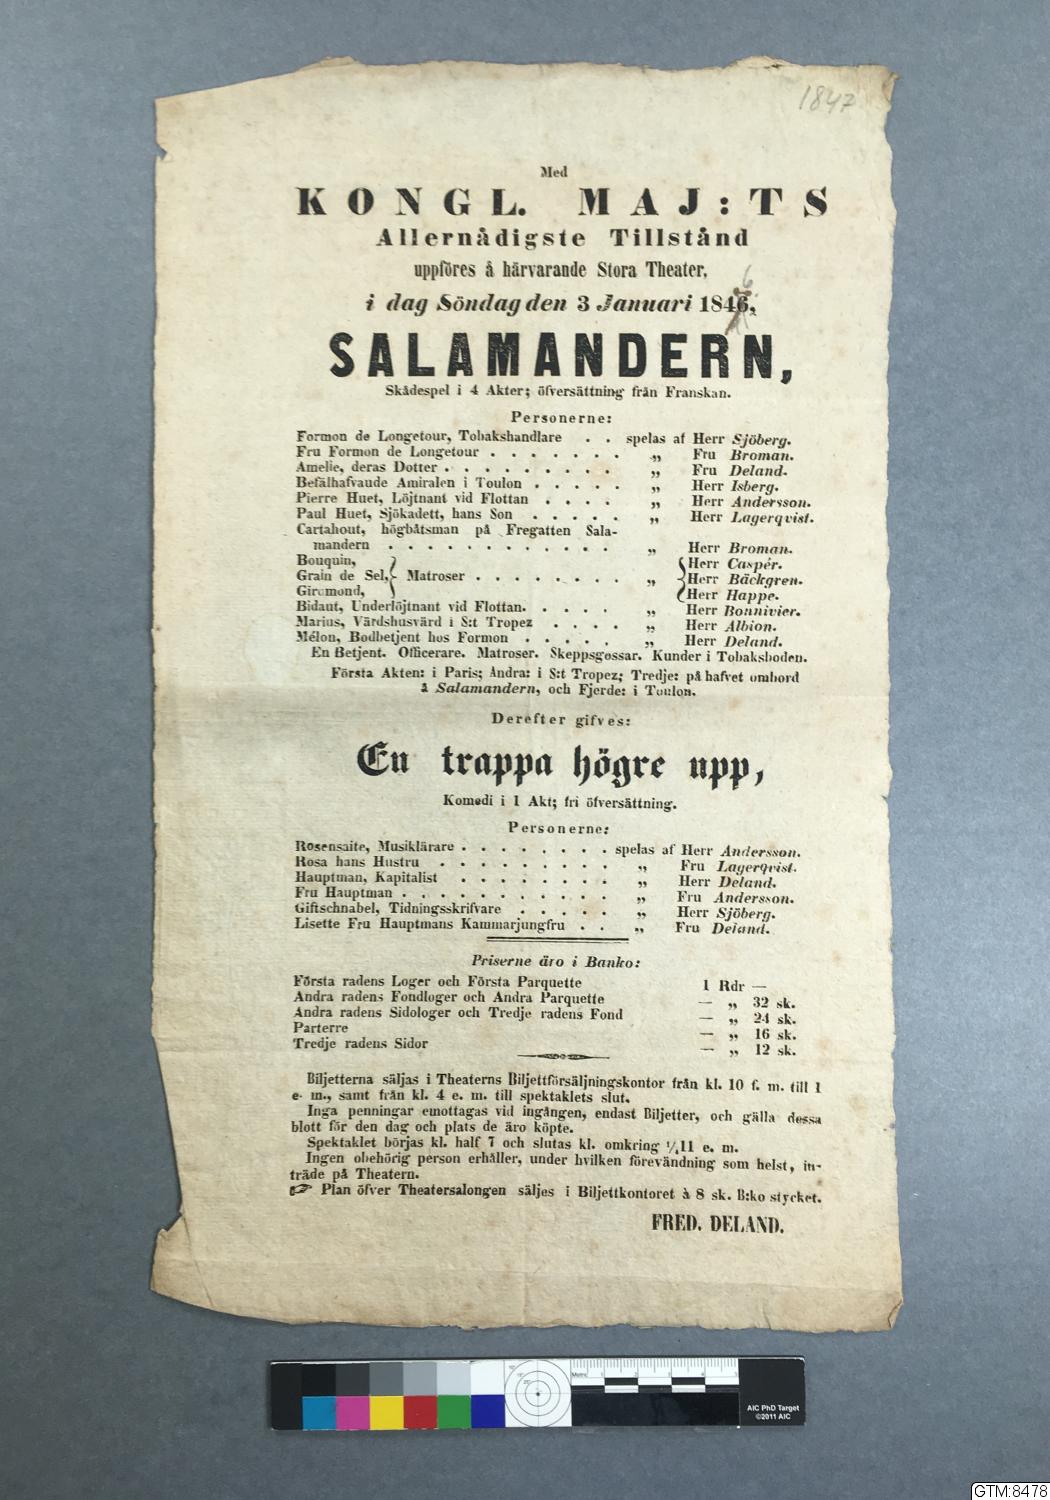 1847
Med
KONGL. MAJ:TS
Allernådigste Tillstånd
uppföres å härvarande Stora Theater,
6
i dag Söndag den 3 Januari 1846,
SALAMANDERN,
Skådespel i 4 Akter; öfversättning från Franskan.
Personerne:
Formon de Longetour, Tobakshandlare . . spelas af Herr Sjöberg.
Fru Formon de Longetour . . . . . . . „ Fru Broman.
Amelie, deras Dotter . . . . . . . . . „ Fru Deland.
Befälhafvaude Amiralen i Toulon . . . . . „ Herr Isberg.
Pierre Huet, Löjtnant vid Flottan . . . . „ Herr Andersson.
Paul Huet, Sjökadett, hans Son . . . . . „ Herr Lagerqvist.
Cartahout, högbåtsman på Fregatten Sala-
mandern . . . . . . . . . . . . „ Herr Broman.
Bouquin, Herr Caspér.
Grain de Sel, } Matroser . . . . . . . . „ { Herr Bäckgren.
Giromond, Herr Happe.
Bidaut, Underlöjtnant vid Flottan. . . . . „ Herr Bonnivier.
Marius, Värdshusvärd i S:t Tropez . . . . „ Herr Albion.
Mélon, Bodbetjent hos Formon . . . . . „ Herr Deland.
En Betjent. Officerare. Matroser. Skeppsgossar. Kunder i Tobaksboden.
Första Akten: i Paris; Andra: i S:t Tropez; Tredje: på hafvet ombord
å Salamandern, och Fjerde: i Toulon.
Derefter gifves:
En trappa högre upp,
Komedi i 1 Akt; fri öfversättning.
Personerne:
Rosensaite, Musiklärare . . . . . . . . spelas af Herr Andersson.
Rosa hans Hustru . . . . . . . . . „ Fru Lagerqvist.
Hauptman, Kapitalist . . . . . . . . „ Herr Deland.
Fru Hauptman . . . . . . . . . . . „ Fru Andersson.
Giftschnabel, Tidningsskrifvare . . . . . „ Herr Sjöberg.
Lisette Fru Hauptmans Kammarjungfru . . „ Fru Deland.
Priserne äro i Banko:
Första radens Loger och Första Parquette 1 Rdr —
Andra radens Fondloger och Andra Parquette — „ 32 sk.
Andra radens Sidologer och Tredje radens Fond — „ 24 sk.
Parterre — „ 16 sk.
Tredje radens Sidor — „ 12 sk.
Biljetterna säljas i Theaterns Biljettförsäljningskontor från kl. 10 f. m. till 1
e. m., samt från kl. 4 e. m. till spektaklets slut.
Inga penningar emottagas vid ingången, endast Biljetter, och gälla dessa
blott för den dag och plats de äro köpte.
Spektaklet börjas kl. half 7 och slutas kl. omkring ¼11 e. m.
Ingen obehörig person erhåller, under hvilken förevändning som helst, in-
träde på Theatern.
☞ Plan öfver Theatersalongen säljes i Biljettkontoret à 8 sk. B:ko stycket.
FRED. DELAND.
AIC PhD Target
©2011 AIC
GTM:8478